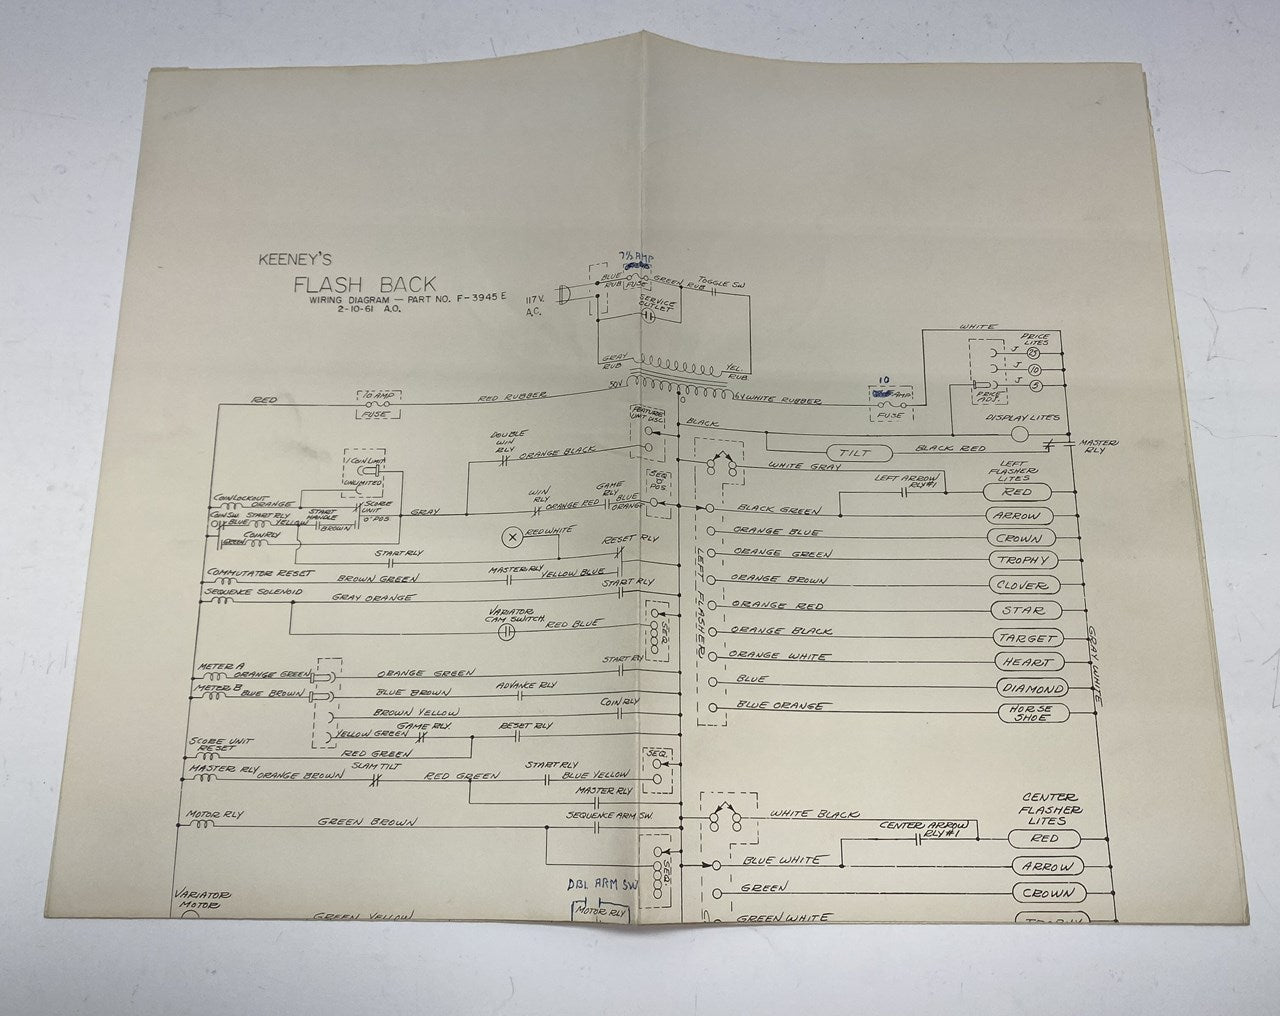 KEENEY'S
FLASH BACK
WIRING DIAGRAM — PART NO. F-3945 E
2-10-61 A.O.
7½ AMP
BLUE RUB
FUSE
GREEN RUB
TOGGLE SW
117 V. A.C.
SERVICE OUTLET
GRAY RUB
YEL. RUB
50V
0
6V
WHITE RUBBER
10
AMP
FUSE
WHITE
PRICE LITES
J 25
J 10
J 5
PRICE ADJ.
DISPLAY LITES
MASTER RLY
RED
10 AMP
FUSE
RED RUBBER
FEATURE UNIT DISC.
BLACK
TILT
BLACK RED
DOUBLE WIN RLY
ORANGE BLACK
COIN LIMIT
UNLIMITED
WHITE GRAY
LEFT FLASHER LITES
LEFT ARROW RLY #1
RED
COIN LOCKOUT
ORANGE
SCORE UNIT "0" POS.
GRAY
WIN RLY
ORANGE RED
GAME RLY
BLUE ORANGE
SEQ "0" POS.
COIN SW.
START RLY
BLUE
YELLOW
START HANDLE
BROWN
GREEN
COIN RLY
BLACK GREEN
ARROW
RED WHITE
START RLY
RESET RLY
ORANGE BLUE
CROWN
ORANGE GREEN
TROPHY
COMMUTATOR RESET
BROWN GREEN
MASTER RLY
YELLOW BLUE
START RLY
ORANGE BROWN
CLOVER
SEQUENCE SOLENOID
GRAY ORANGE
ORANGE RED
STAR
VARIATOR CAM SWITCH
RED BLUE
SEQ.
LEFT FLASHER
ORANGE BLACK
TARGET
ORANGE WHITE
HEART
GRAY WHITE
METER A
ORANGE GREEN
ORANGE GREEN
START RLY
BLUE
DIAMOND
METER B
BLUE BROWN
BLUE BROWN
ADVANCE RLY
BLUE ORANGE
HORSE SHOE
BROWN YELLOW
COIN RLY
YELLOW GREEN
GAME RLY.
RESET RLY
SCORE UNIT RESET
RED GREEN
SEQ.
MASTER RLY
ORANGE BROWN
SLAM TILT
RED GREEN
START RLY
BLUE YELLOW
MASTER RLY
CENTER FLASHER LITES
MOTOR RLY
GREEN BROWN
SEQUENCE ARM SW.
WHITE BLACK
CENTER ARROW RLY #1
RED
SEQ.
BLUE WHITE
ARROW
GREEN
CROWN
VARIATOR MOTOR
GREEN YELLOW
DBL ARM SW
MOTOR RLY
GREEN WHITE
TROPHY